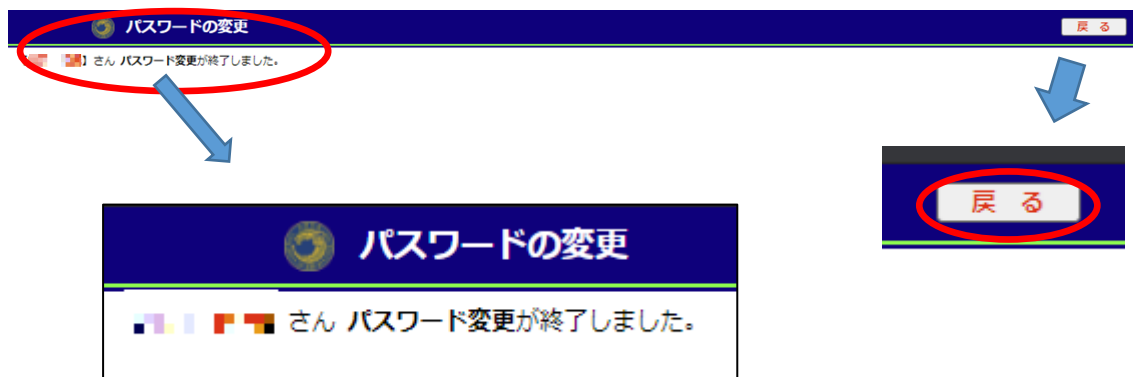 パスワードの変更
戻 る
】 さん パスワード変更が終了しました。
戻 る
パスワードの変更
さん パスワード変更が終了しました。